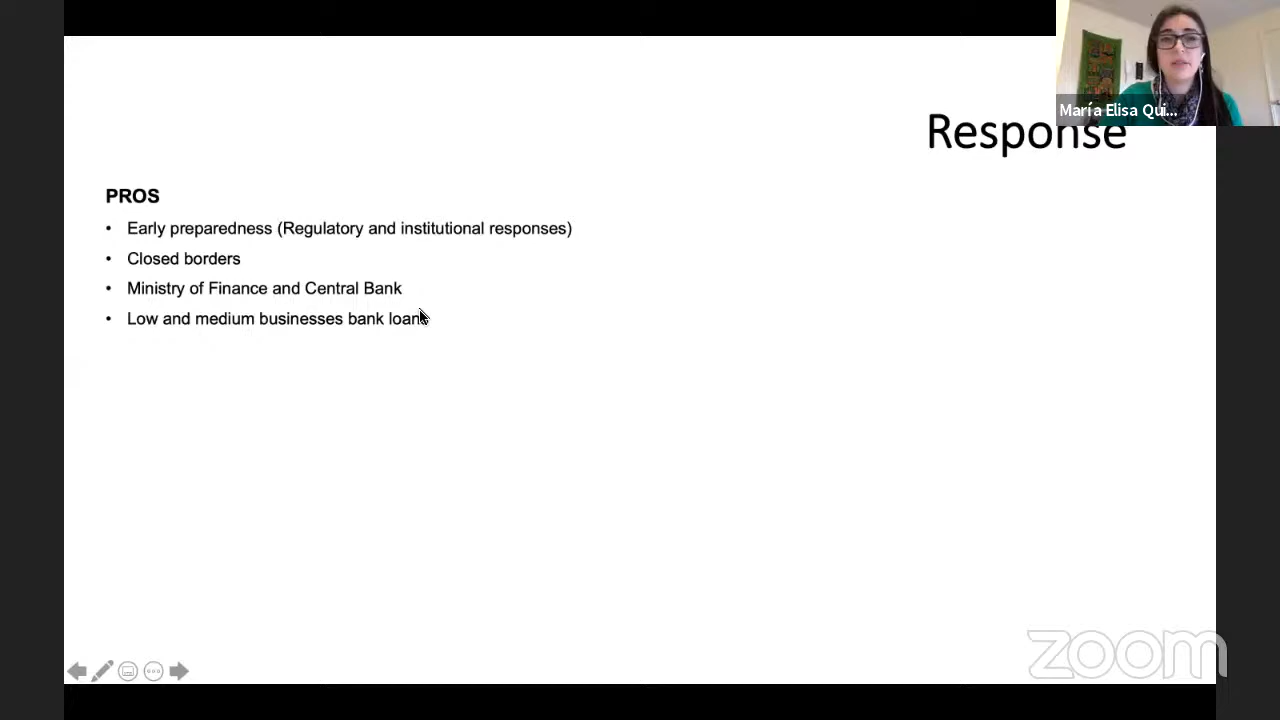 María Elisa Qui...
Response
PROS
• Early preparedness (Regulatory and institutional responses)
• Closed borders
• Ministry of Finance and Central Bank
• Low and medium businesses bank loans
zoom